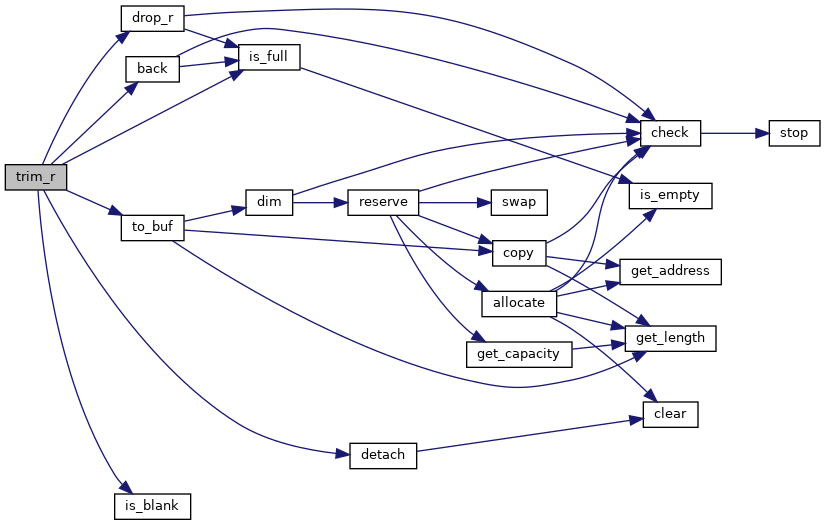 drop_r
back
is_full
check
stop
trim_r
dim
reserve
swap
is_empty
to_buf
copy
get_address
allocate
get_capacity
get_length
clear
detach
is_blank